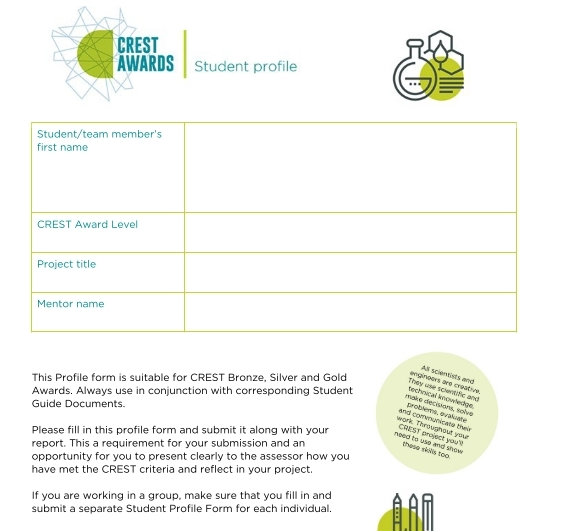 CREST
AWARDS
Student profile
Student/team member's
first name
CREST Award Level
Project title
Mentor name
This Profile form is suitable for CREST Bronze, Silver and Gold
Awards. Always use in conjunction with corresponding Student
Guide Documents.
Please fill in this profile form and submit it along with your
report. This a requirement for your submission and an
opportunity for you to present clearly to the assessor how you
have met the CREST criteria and reflect in your project.
If you are working in a group, make sure that you fill in and
submit a separate Student Profile Form for each individual.
All scientists and
engineers are creative.
They use scientific and
technical knowledge,
make decisions, solve
problems, evaluate
and communicate their
work. Throughout your
CREST project you'll
need to use and show
these skills too.